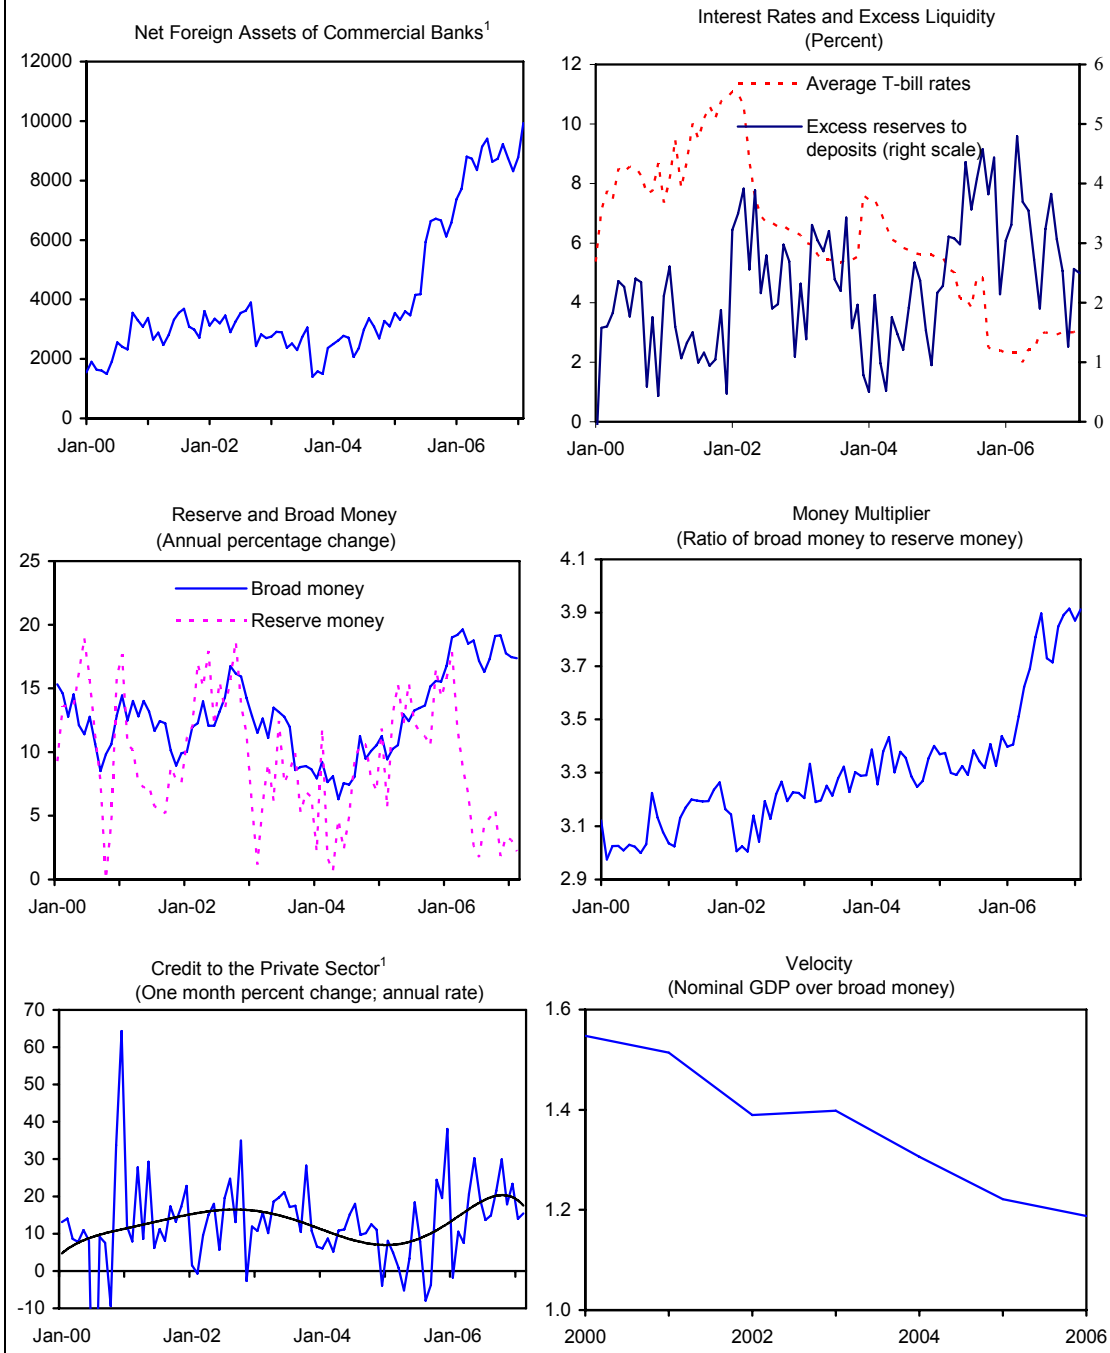 Net Foreign Assets of Commercial Banks¹
12000
10000
8000
6000
4000
2000
0
Jan-00
Jan-02
Jan-04
Jan-06
Interest Rates and Excess Liquidity
(Percent)
12
10
8
6
4
2
0
6
5
4
3
2
1
0
Average T-bill rates
Excess reserves to
deposits (right scale)
Jan-00
Jan-02
Jan-04
Jan-06
Reserve and Broad Money
(Annual percentage change)
25
20
15
10
5
0
Broad money
Reserve money
Jan-00
Jan-02
Jan-04
Jan-06
Money Multiplier
(Ratio of broad money to reserve money)
4.1
3.9
3.7
3.5
3.3
3.1
2.9
Jan-00
Jan-02
Jan-04
Jan-06
Credit to the Private Sector¹
(One month percent change; annual rate)
70
60
50
40
30
20
10
0
-10
Jan-00
Jan-02
Jan-04
Jan-06
Velocity
(Nominal GDP over broad money)
1.6
1.4
1.2
1.0
2000
2002
2004
2006